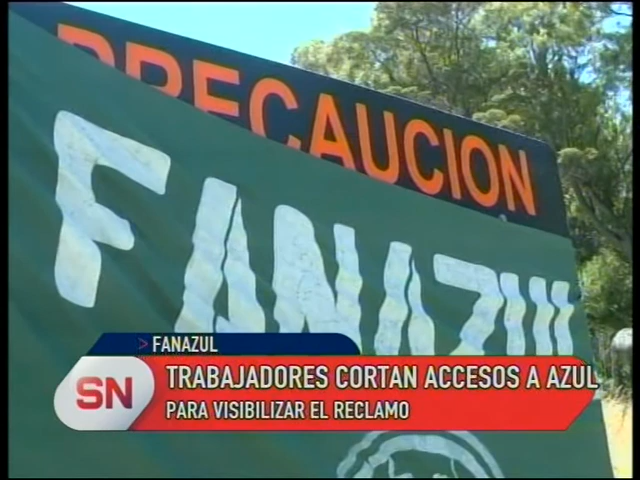 PRECAUCION
FANAZUL
> FANAZUL
SN
TRABAJADORES CORTAN ACCESOS A AZUL
PARA VISIBILIZAR EL RECLAMO